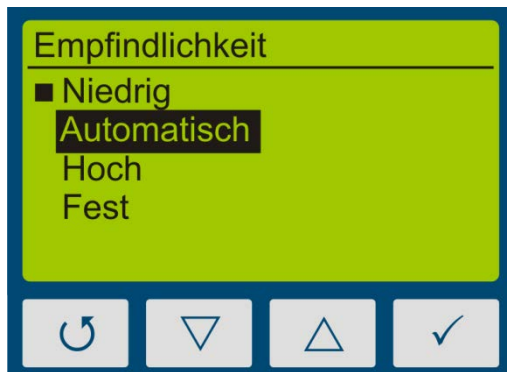 Empfindlichkeit
Niedrig
Automatisch
Hoch
Fest